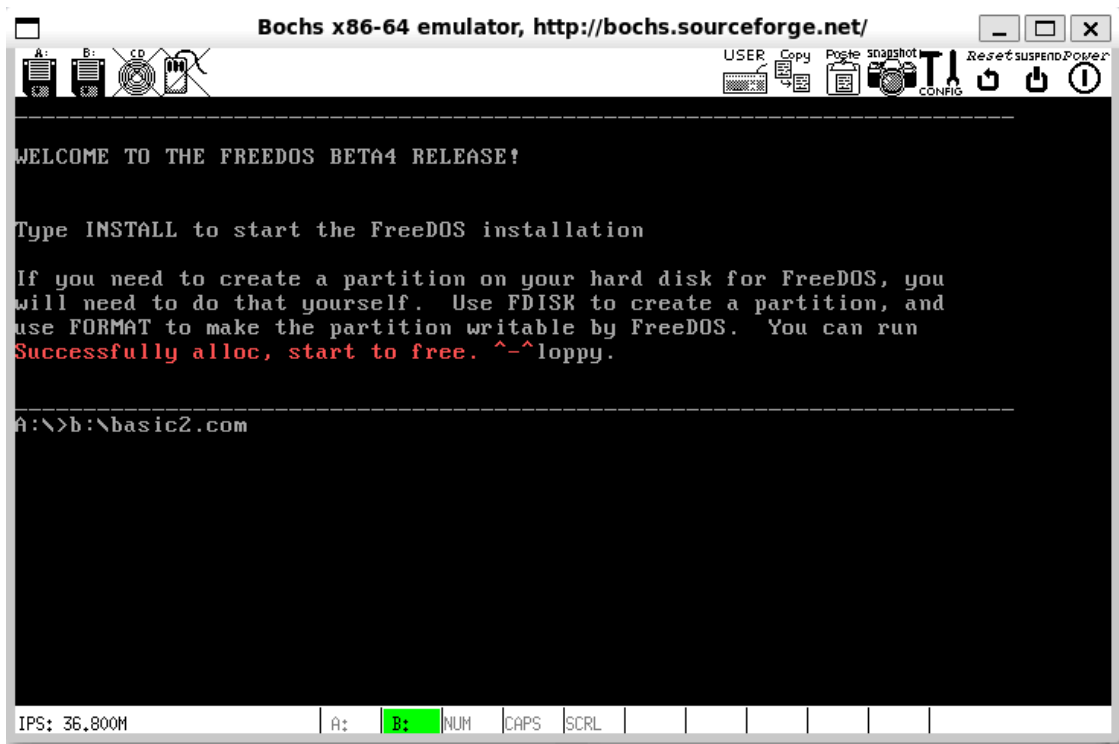 Bochs x86-64 emulator, http://bochs.sourceforge.net/
A: B: CD USER Copy Paste snapshot CONFIG Reset SUSPEND Power
WELCOME TO THE FREEDOS BETA4 RELEASE!
Type INSTALL to start the FreeDOS installation
If you need to create a partition on your hard disk for FreeDOS, you
will need to do that yourself.  Use FDISK to create a partition, and
use FORMAT to make the partition writable by FreeDOS.  You can run
Successfully alloc, start to free. ^-^loppy.
A:\>b:\basic2.com
IPS: 36.800M A: B: NUM CAPS SCRL